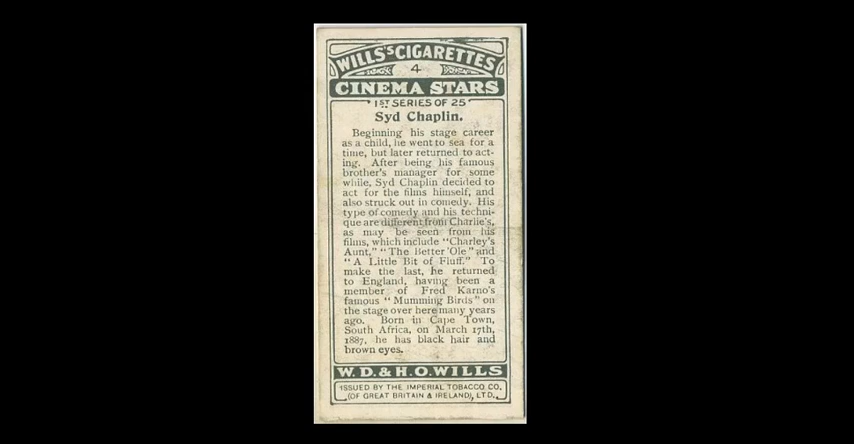 WILLS'S CIGARETTES
4
CINEMA STARS
1ST SERIES OF 25
Syd Chaplin.
Beginning his stage career
as a child, he went to sea for a
time, but later returned to act-
ing. After being his famous
brother's manager for some
while, Syd Chaplin decided to
act for the films himself, and
also struck out in comedy. His
type of comedy and his techni-
que are different from Charlie's,
as may be seen from his
films, which include "Charley's
Aunt," "The Better 'Ole" and
"A Little Bit of Fluff." To
make the last, he returned
to England, having been a
member of Fred Karno's
famous "Mumming Birds" on
the stage over here many years
ago. Born in Cape Town,
South Africa, on March 17th,
1887, he has black hair and
brown eyes.
W. D. & H. O. WILLS
ISSUED BY THE IMPERIAL TOBACCO CO.
(OF GREAT BRITAIN & IRELAND), LTD.